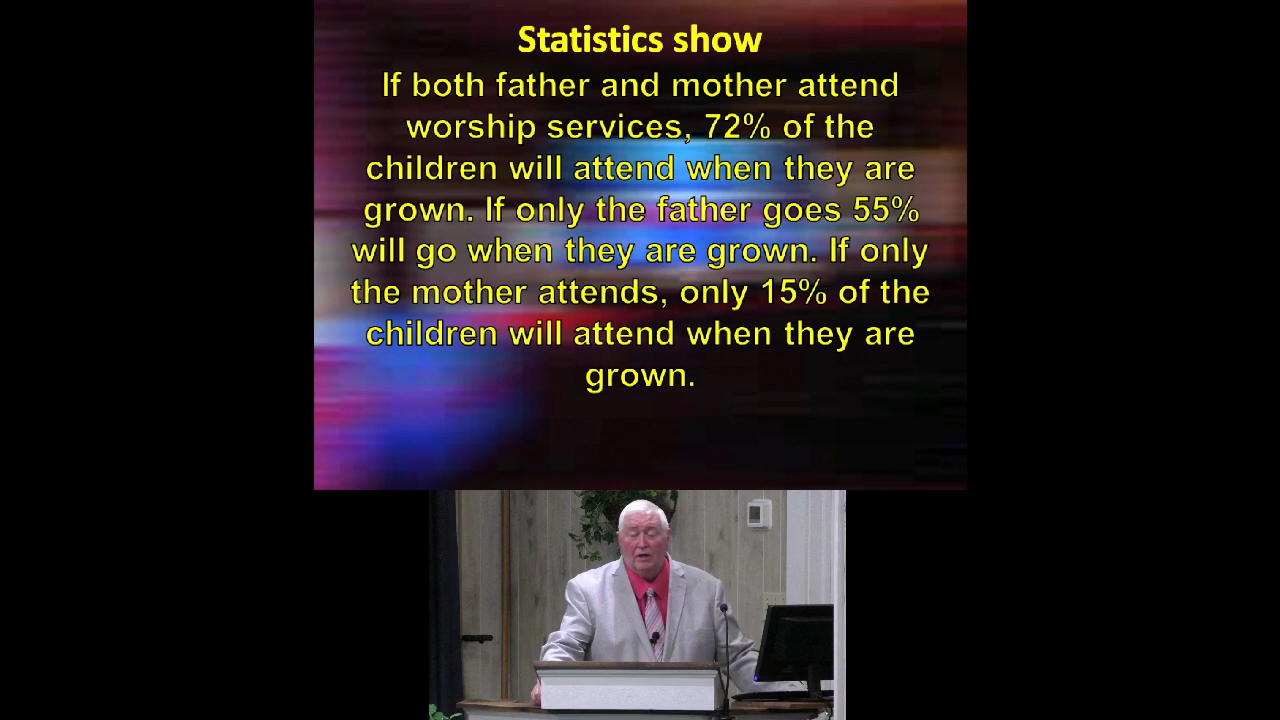 Statistics show
If both father and mother attend
worship services, 72% of the
children will attend when they are
grown. If only the father goes 55%
will go when they are grown. If only
the mother attends, only 15% of the
children will attend when they are
grown.